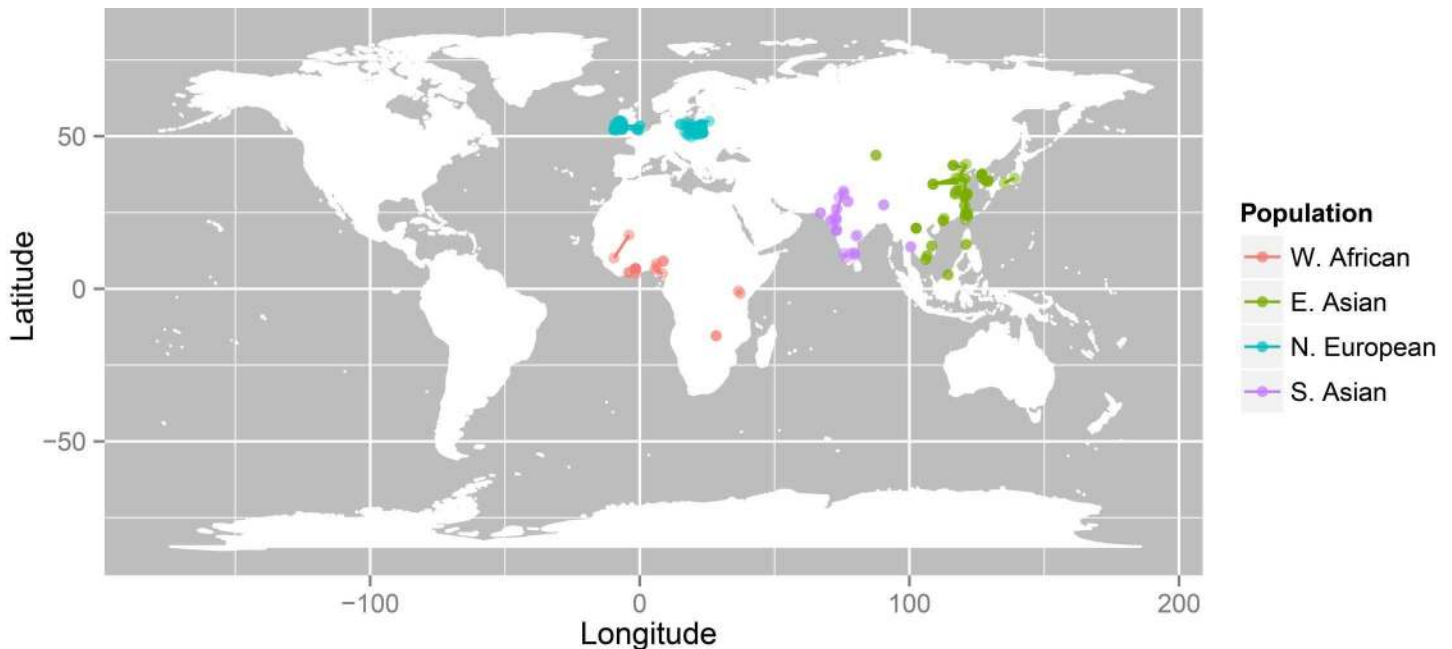 Latitude
50
0
−50
−100
0
100
200
Longitude
Population
W. African
E. Asian
N. European
S. Asian